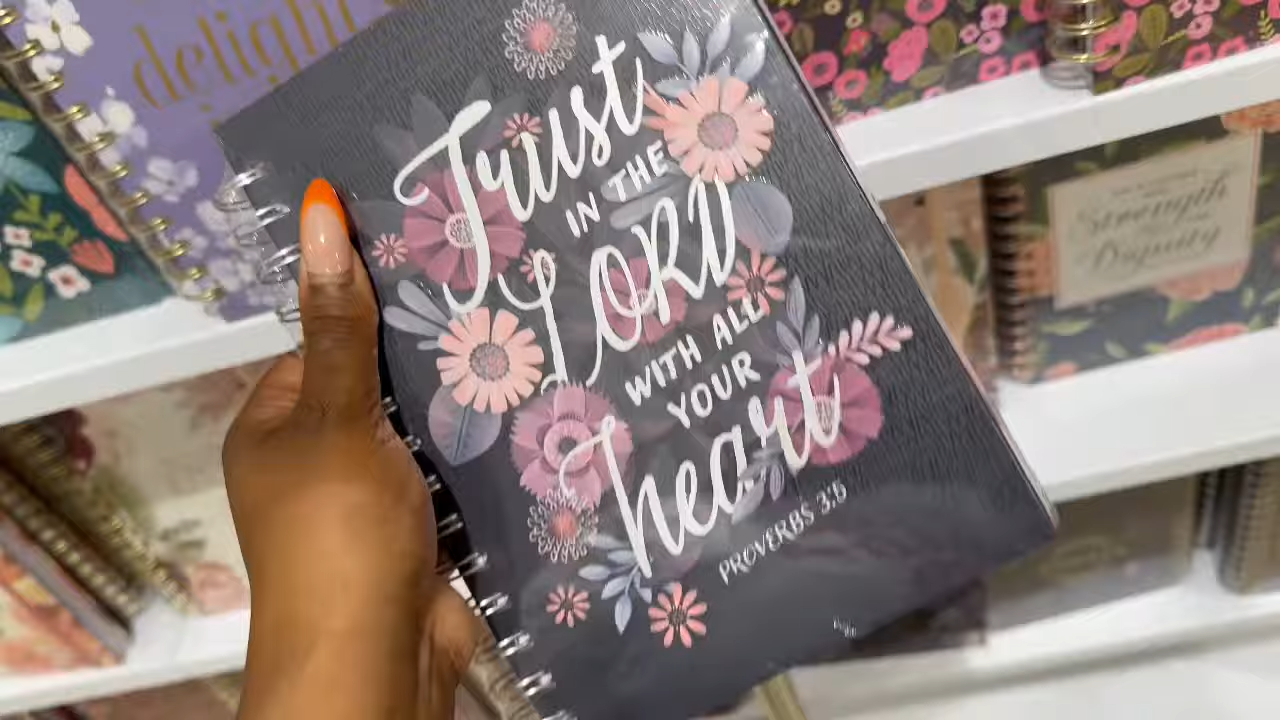 delight
Trust
IN THE
LORD
WITH ALL
YOUR
heart
PROVERBS 3:5
Strength
Dignity